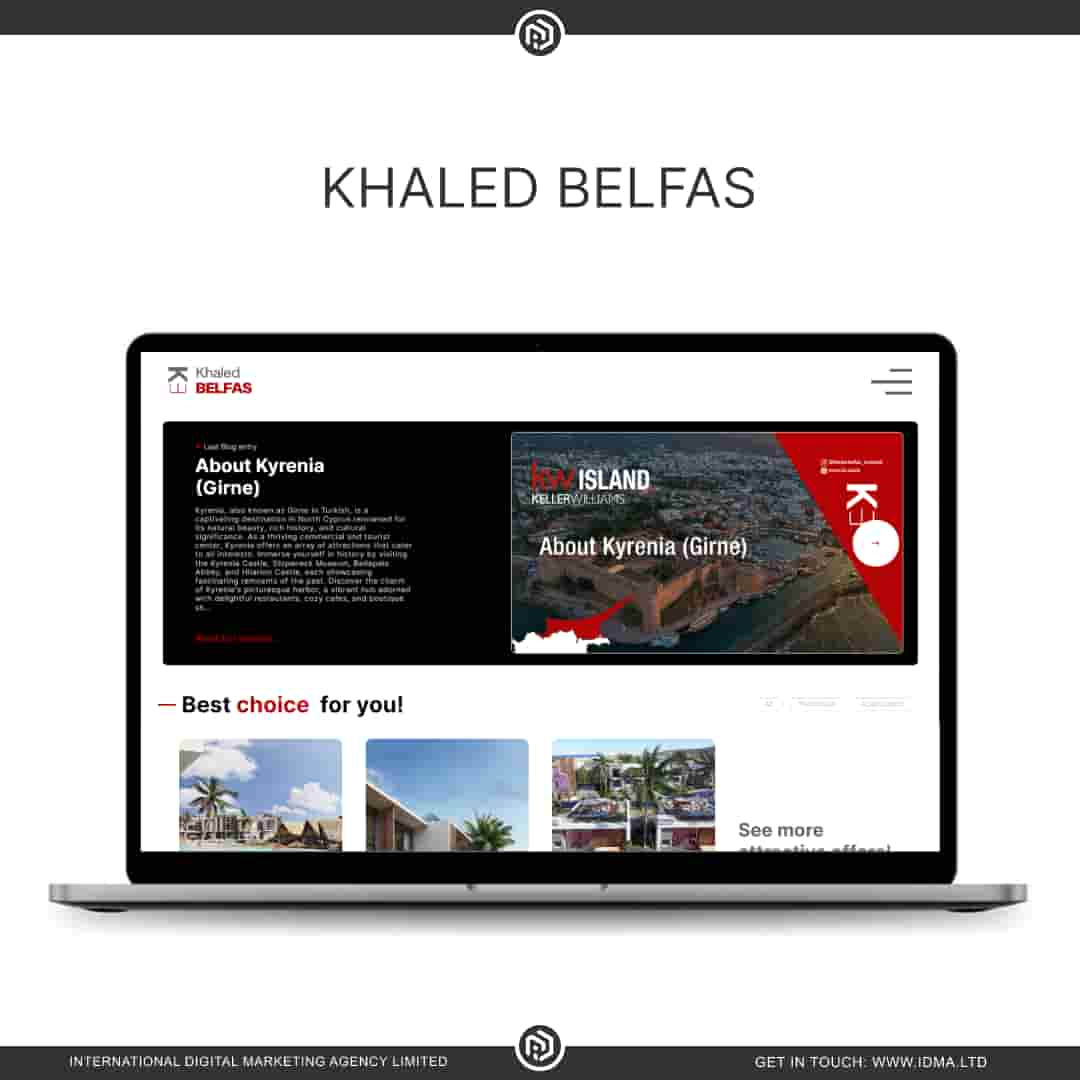 KHALED BELFAS
Khaled
BELFAS
Last Blog entry
About Kyrenia
(Girne)
Kyrenia, also known as Girne in Turkish, is a
captivating destination in North Cyprus renowned for
its natural beauty, rich history, and cultural
significance. As a thriving commercial and tourist
center, Kyrenia offers an array of attractions that cater
to all interests. Immerse yourself in history by visiting
the Kyrenia Castle, Shipwreck Museum, Bellapais
Abbey, and Hilarion Castle, each showcasing
fascinating remnants of the past. Discover the charm
of Kyrenia's picturesque harbor, a vibrant hub adorned
with delightful restaurants, cozy cafes, and boutique
sh...
kw ISLAND
KELLERWILLIAMS
About Kyrenia (Girne)
Best choice for you!
See more
attractive offers!
INTERNATIONAL DIGITAL MARKETING AGENCY LIMITED
GET IN TOUCH: WWW.IDMA.LTD